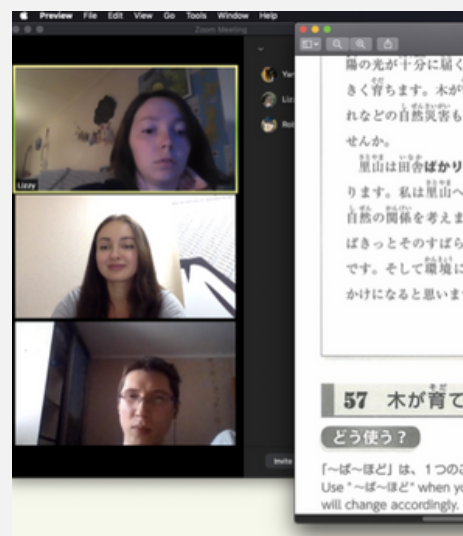 Preview File Edit View Go Tools Window Help
Zoom Meeting
Lizzy
Invite
陽の光が十分に届く
きく育ちます。木が
れなどの自然災害も
せんか。
里山は田舎ばかり
ります。私は里山へ
自然の関係を考えま
ばきっとそのすばら
です。そして環境に
かけになると思いま
57 木が育て
どう使う?
「〜ば〜ほど」は、1つのこ
Use "〜ば〜ほど" when yo
will change accordingly.